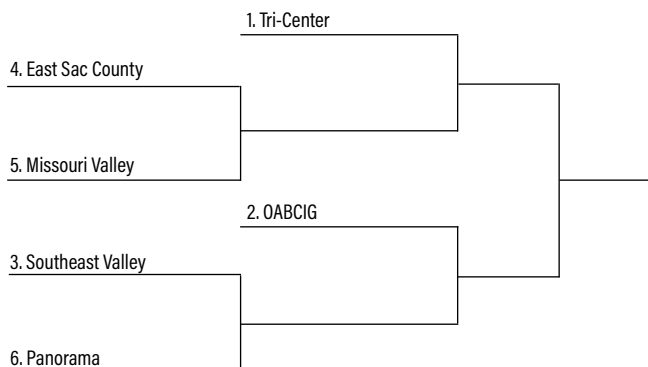 1. Tri-Center
4. East Sac County
5. Missouri Valley
2. OABCIG
3. Southeast Valley
6. Panorama